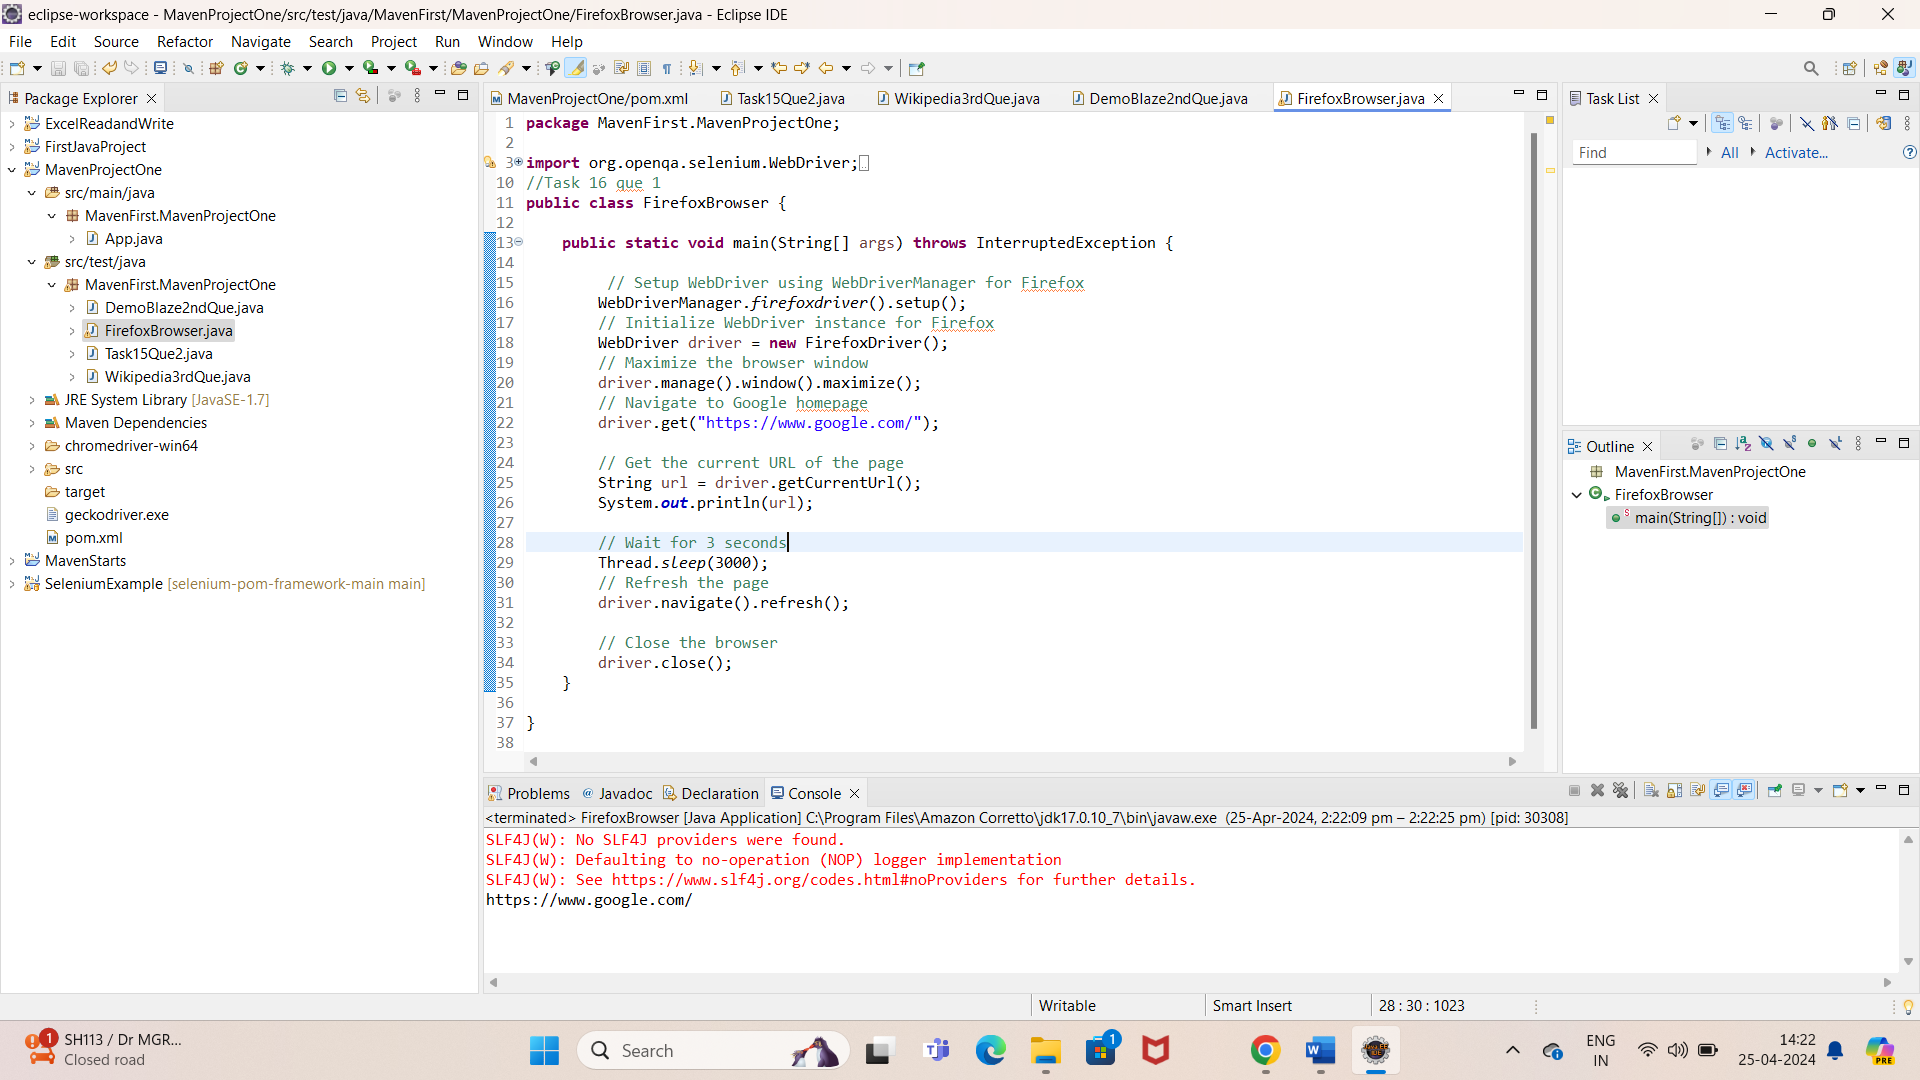 eclipse-workspace - MavenProjectOne/src/test/java/MavenFirst/MavenProjectOne/FirefoxBrowser.java - Eclipse IDE
File Edit Source Refactor Navigate Search Project Run Window Help
Package Explorer
ExcelReadandWrite
FirstJavaProject
MavenProjectOne
src/main/java
MavenFirst.MavenProjectOne
App.java
src/test/java
MavenFirst.MavenProjectOne
DemoBlaze2ndQue.java
FirefoxBrowser.java
Task15Que2.java
Wikipedia3rdQue.java
JRE System Library [JavaSE-1.7]
Maven Dependencies
chromedriver-win64
src
target
geckodriver.exe
pom.xml
MavenStarts
SeleniumExample [selenium-pom-framework-main main]
MavenProjectOne/pom.xml Task15Que2.java Wikipedia3rdQue.java DemoBlaze2ndQue.java FirefoxBrowser.java
1 package MavenFirst.MavenProjectOne;
2
3 import org.openqa.selenium.WebDriver;
10 //Task 16 que 1
11 public class FirefoxBrowser {
12
13 public static void main(String[] args) throws InterruptedException {
14
15 // Setup WebDriver using WebDriverManager for Firefox
16 WebDriverManager.firefoxdriver().setup();
17 // Initialize WebDriver instance for Firefox
18 WebDriver driver = new FirefoxDriver();
19 // Maximize the browser window
20 driver.manage().window().maximize();
21 // Navigate to Google homepage
22 driver.get("https://www.google.com/");
23
24 // Get the current URL of the page
25 String url = driver.getCurrentUrl();
26 System.out.println(url);
27
28 // Wait for 3 seconds
29 Thread.sleep(3000);
30 // Refresh the page
31 driver.navigate().refresh();
32
33 // Close the browser
34 driver.close();
35 }
36
37 }
38
Task List
Find All Activate...
Outline
MavenFirst.MavenProjectOne
FirefoxBrowser
main(String[]) : void
Problems Javadoc Declaration Console
<terminated> FirefoxBrowser [Java Application] C:\Program Files\Amazon Corretto\jdk17.0.10_7\bin\javaw.exe (25-Apr-2024, 2:22:09 pm – 2:22:25 pm) [pid: 30308]
SLF4J(W): No SLF4J providers were found.
SLF4J(W): Defaulting to no-operation (NOP) logger implementation
SLF4J(W): See https://www.slf4j.org/codes.html#noProviders for further details.
https://www.google.com/
Writable Smart Insert 28 : 30 : 1023
1 SH113 / Dr MGR...
Closed road
Search
1
ENG
IN
14:22
25-04-2024
PRE